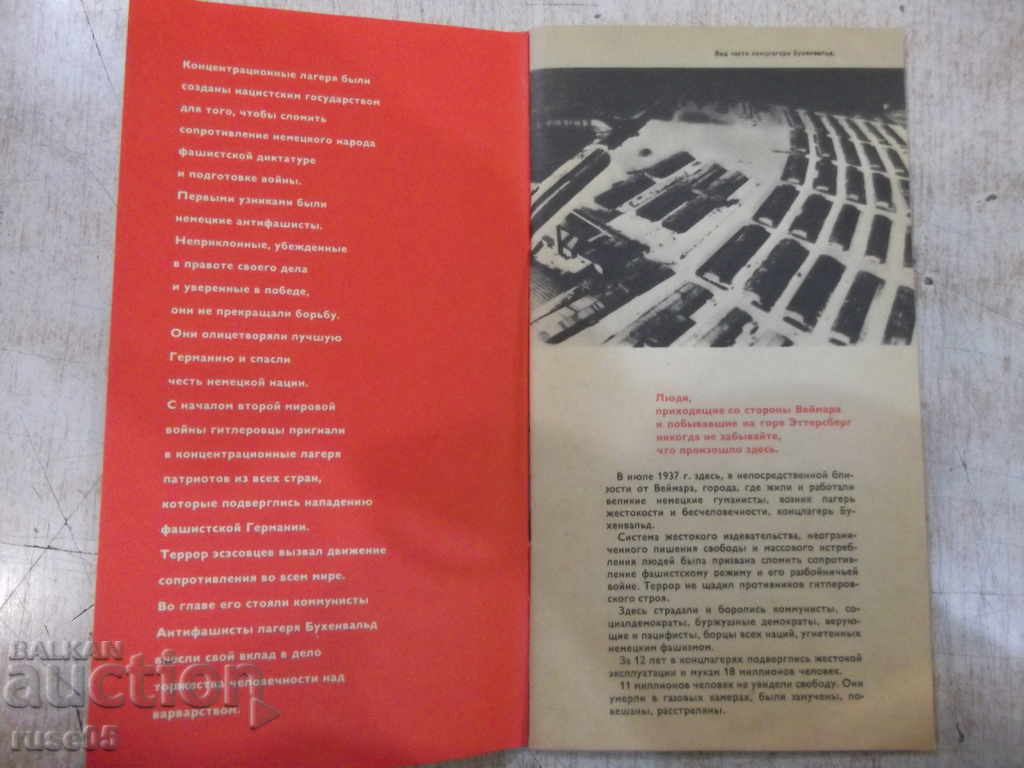 Концентрационные лагеря были
созданы нацистским государством
для того, чтобы сломить
сопротивление немецкого народа
фашистской диктатуре
и подготовке войны.
Первыми узниками были
немецкие антифашисты.
Неприклонные, убежденные
в правоте своего дела
и уверенные в победе,
они не прекращали борьбу.
Они олицетворяли лучшую
Германию и спасли
честь немецкой нации.
С началом второй мировой
войны гитлеровцы пригнали
в концентрационные лагеря
патриотов из всех стран,
которые подверглись нападению
фашистской Германии.
Террор эсэсовцев вызвал движение
сопротивления во всем мире.
Во главе его стояли коммунисты
Антифашисты лагеря Бухенвальд
внесли свой вклад в дело
торжества человечности над
варварством!
Вид части концлагеря Бухенвальд.
Люди,
приходящие со стороны Веймара
и побывавшие на горе Эттерсберг
никогда не забывайте,
что произошло здесь.
В июле 1937 г. здесь, в непосредственной бли-
зости от Веймара, города, где жили и работали
великие немецкие гуманисты, возник лагерь
жестокости и бесчеловечности, концлагерь Бу-
хенвальд.
Система жестокого издевательства, неограни-
ченного лишения свободы и массового истреб-
ления людей была призвана сломить сопротив-
ление фашистскому режиму и его разбойничьей
войне. Террор не щадил противников гитлеров-
ского строя.
Здесь страдали и боролись коммунисты, со-
циалдемократы, буржуазные демократы, верую-
щие и пацифисты, борцы всех наций, угнетенных
немецким фашизмом.
За 12 лет в концлагерях подверглись жестокой
эксплуатации и мукам 18 миллионов человек.
11 миллионов человек не увидели свободу. Они
умерли в газовых камерах, были замучены, по-
вешаны, расстреляны.
BALKAN
auction
ruse05